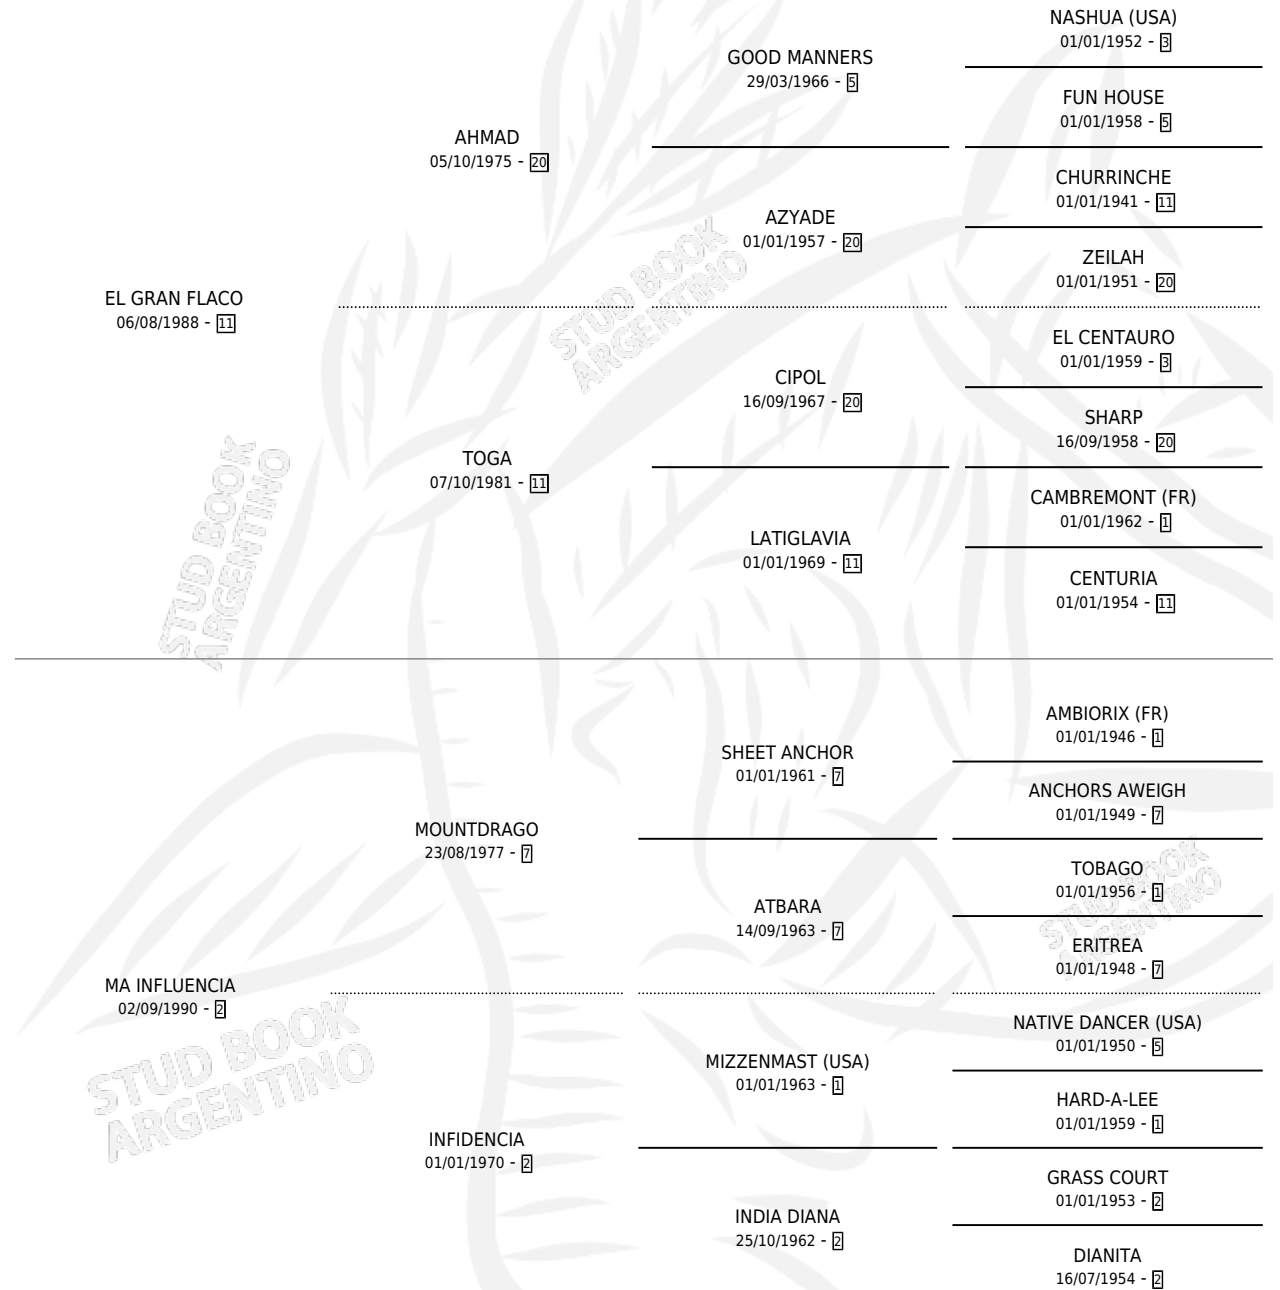 NASHUA (USA)
01/01/1952 - 3
GOOD MANNERS
29/03/1966 - 5
FUN HOUSE
01/01/1958 - 5
AHMAD
05/10/1975 - 20
CHURRINCHE
01/01/1941 - 11
AZYADE
01/01/1957 - 20
ZEILAH
01/01/1951 - 20
EL GRAN FLACO
06/08/1988 - 11
EL CENTAURO
01/01/1959 - 3
CIPOL
16/09/1967 - 20
SHARP
16/09/1958 - 20
TOGA
07/10/1981 - 11
CAMBREMONT (FR)
01/01/1962 - 1
LATIGLAVIA
01/01/1969 - 11
CENTURIA
01/01/1954 - 11
AMBIORIX (FR)
01/01/1946 - 1
SHEET ANCHOR
01/01/1961 - 7
ANCHORS AWEIGH
01/01/1949 - 7
MOUNTDRAGO
23/08/1977 - 7
TOBAGO
01/01/1956 - 1
ATBARA
14/09/1963 - 7
ERITREA
01/01/1948 - 7
MA INFLUENCIA
02/09/1990 - 2
NATIVE DANCER (USA)
01/01/1950 - 5
MIZZENMAST (USA)
01/01/1963 - 1
HARD-A-LEE
01/01/1959 - 1
INFIDENCIA
01/01/1970 - 2
GRASS COURT
01/01/1953 - 2
INDIA DIANA
25/10/1962 - 2
DIANITA
16/07/1954 - 2
STUD BOOK
ARGENTINO
STUD BOOK
ARGENTINO
STUD BOOK
ARGENTINO
STUD BOOK
ARGENTINO